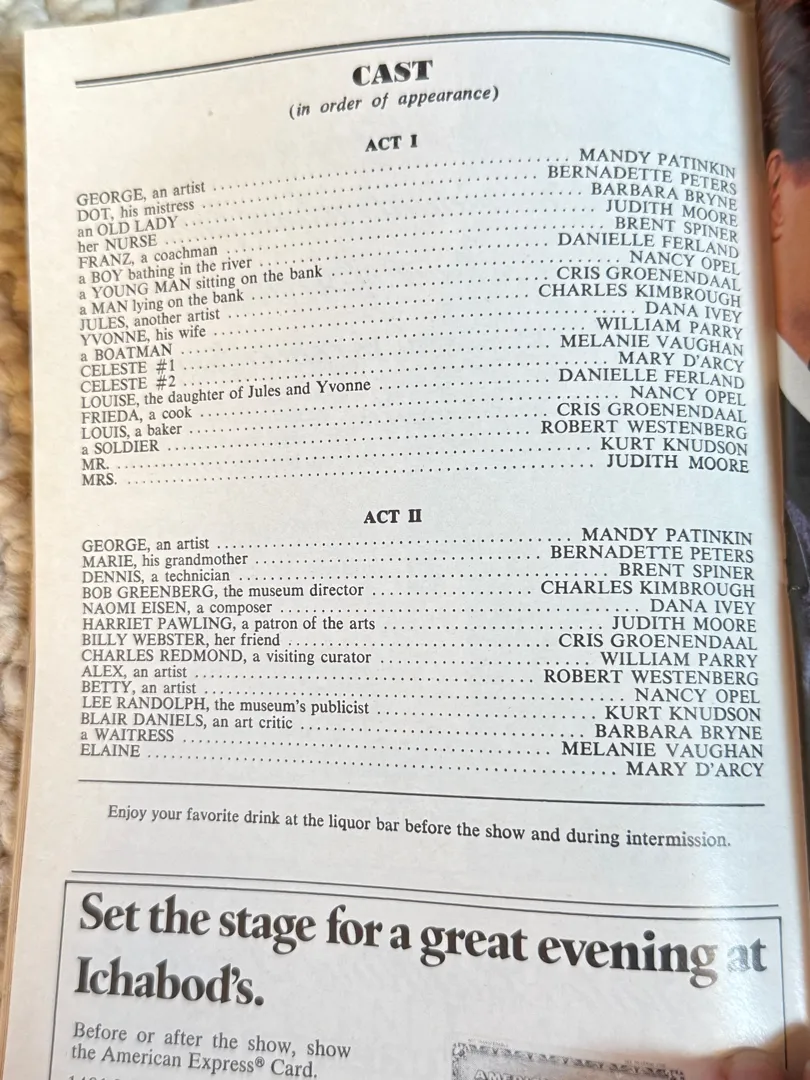 CAST
(in order of appearance)
ACT I
GEORGE, an artist ........ MANDY PATINKIN
DOT, his mistress ........ BERNADETTE PETERS
an OLD LADY ........ BARBARA BRYNE
her NURSE ........ JUDITH MOORE
FRANZ, a coachman ........ BRENT SPINER
a BOY bathing in the river ........ DANIELLE FERLAND
a YOUNG MAN sitting on the bank ........ NANCY OPEL
a MAN lying on the bank ........ CRIS GROENENDAAL
JULES, another artist ........ CHARLES KIMBROUGH
YVONNE, his wife ........ DANA IVEY
a BOATMAN ........ WILLIAM PARRY
CELESTE #1 ........ MELANIE VAUGHAN
CELESTE #2 ........ MARY D'ARCY
LOUISE, the daughter of Jules and Yvonne ........ DANIELLE FERLAND
FRIEDA, a cook ........ NANCY OPEL
LOUIS, a baker ........ CRIS GROENENDAAL
a SOLDIER ........ ROBERT WESTENBERG
MR. ........ KURT KNUDSON
MRS. ........ JUDITH MOORE
ACT II
GEORGE, an artist ........ MANDY PATINKIN
MARIE, his grandmother ........ BERNADETTE PETERS
DENNIS, a technician ........ BRENT SPINER
BOB GREENBERG, the museum director ........ CHARLES KIMBROUGH
NAOMI EISEN, a composer ........ DANA IVEY
HARRIET PAWLING, a patron of the arts ........ JUDITH MOORE
BILLY WEBSTER, her friend ........ CRIS GROENENDAAL
CHARLES REDMOND, a visiting curator ........ WILLIAM PARRY
ALEX, an artist ........ ROBERT WESTENBERG
BETTY, an artist ........ NANCY OPEL
LEE RANDOLPH, the museum's publicist ........ KURT KNUDSON
BLAIR DANIELS, an art critic ........ BARBARA BRYNE
a WAITRESS ........ MELANIE VAUGHAN
ELAINE ........ MARY D'ARCY
Enjoy your favorite drink at the liquor bar before the show and during intermission.
Set the stage for a great evening at
Ichabod's.
Before or after the show, show
the American Express® Card.